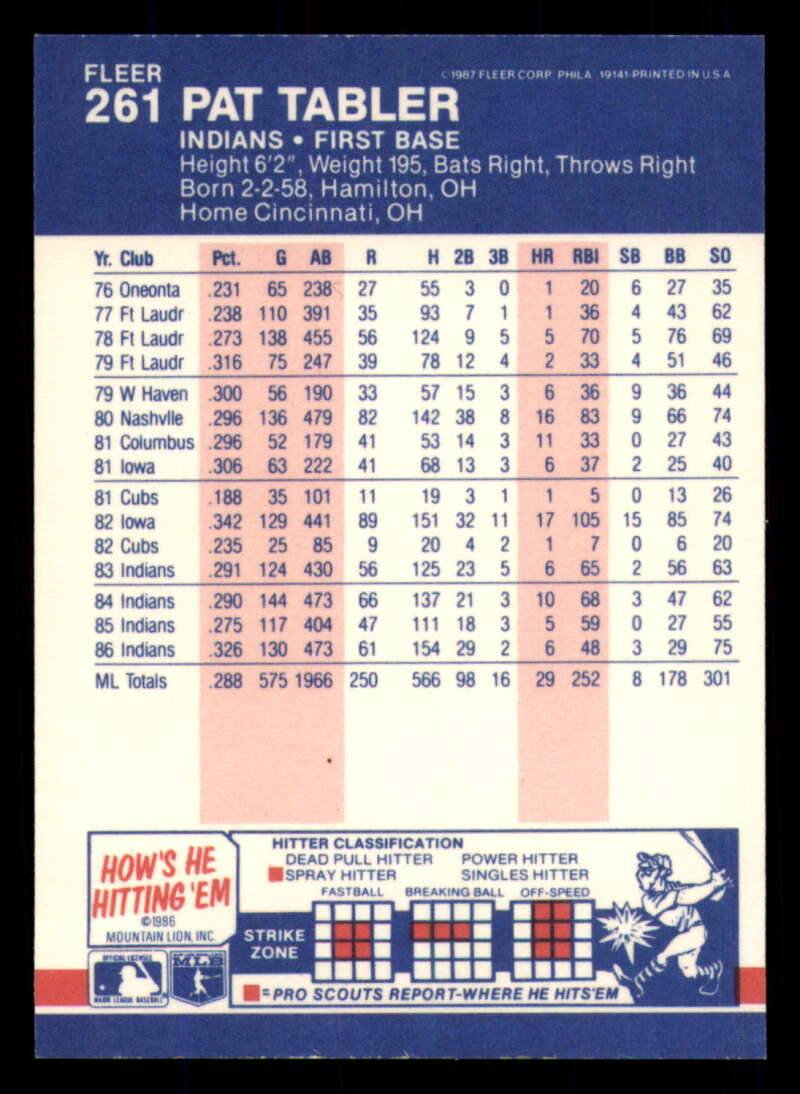 FLEER
©1987 FLEER CORP. PHILA. 19141-PRINTED IN U S A
261 PAT TABLER
INDIANS • FIRST BASE
Height 6'2", Weight 195, Bats Right, Throws Right
Born 2-2-58, Hamilton, OH
Home Cincinnati, OH
Yr. Club Pct. G AB R H 2B 3B HR RBI SB BB SO
76 Oneonta .231 65 238 27 55 3 0 1 20 6 27 35
77 Ft Laudr .238 110 391 35 93 7 1 1 36 4 43 62
78 Ft Laudr .273 138 455 56 124 9 5 5 70 5 76 69
79 Ft Laudr .316 75 247 39 78 12 4 2 33 4 51 46
79 W Haven .300 56 190 33 57 15 3 6 36 9 36 44
80 Nashvlle .296 136 479 82 142 38 8 16 83 9 66 74
81 Columbus .296 52 179 41 53 14 3 11 33 0 27 43
81 Iowa .306 63 222 41 68 13 3 6 37 2 25 40
81 Cubs .188 35 101 11 19 3 1 1 5 0 13 26
82 Iowa .342 129 441 89 151 32 11 17 105 15 85 74
82 Cubs .235 25 85 9 20 4 2 1 7 0 6 20
83 Indians .291 124 430 56 125 23 5 6 65 2 56 63
84 Indians .290 144 473 66 137 21 3 10 68 3 47 62
85 Indians .275 117 404 47 111 18 3 5 59 0 27 55
86 Indians .326 130 473 61 154 29 2 6 48 3 29 75
ML Totals .288 575 1966 250 566 98 16 29 252 8 178 301
HOW'S HE
HITTING 'EM
©1986
MOUNTAIN LION, INC.
HITTER CLASSIFICATION
DEAD PULL HITTER POWER HITTER
SPRAY HITTER SINGLES HITTER
FASTBALL BREAKING BALL OFF-SPEED
STRIKE
ZONE
=PRO SCOUTS REPORT-WHERE HE HITS'EM
OFFICIAL LICENSEE
MAJOR LEAGUE BASEBALL
MLB